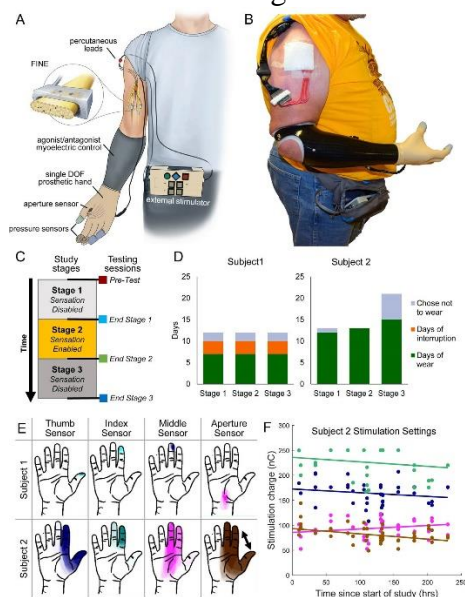 A
percutaneous
leads
FINE
agonist/antagonist
myoelectric control
single DOF
prosthetic hand
aperture sensor
pressure sensors
external stimulator
B
C
Study
stages
Testing
sessions
Pre-Test
Stage 1
Sensation
Disabled
End Stage 1
Stage 2
Sensation
Enabled
End Stage 2
Stage 3
Sensation
Disabled
End Stage 3
Time
D
Subject1
Subject 2
Days
25
20
15
10
5
0
Stage 1
Stage 2
Stage 3
25
20
15
10
5
0
Stage 1
Stage 2
Stage 3
Chose not
to wear
Days of
interruption
Days of
wear
E
Thumb
Sensor
Index
Sensor
Middle
Sensor
Aperture
Sensor
Subject 1
Subject 2
F
Subject 2 Stimulation Settings
Stimulation charge (nC)
300
250
200
150
100
50
0
0
50
100
150
200
250
Time since start of study (hrs)